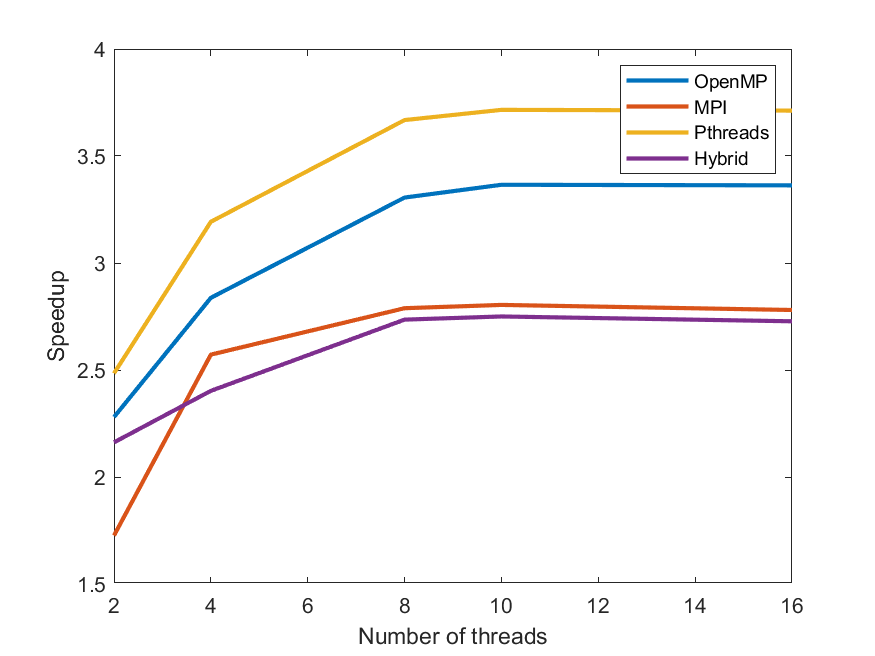 4
3.5
3
2.5
2
1.5
Speedup
OpenMP
MPI
Pthreads
Hybrid
2 4 6 8 10 12 14 16
Number of threads